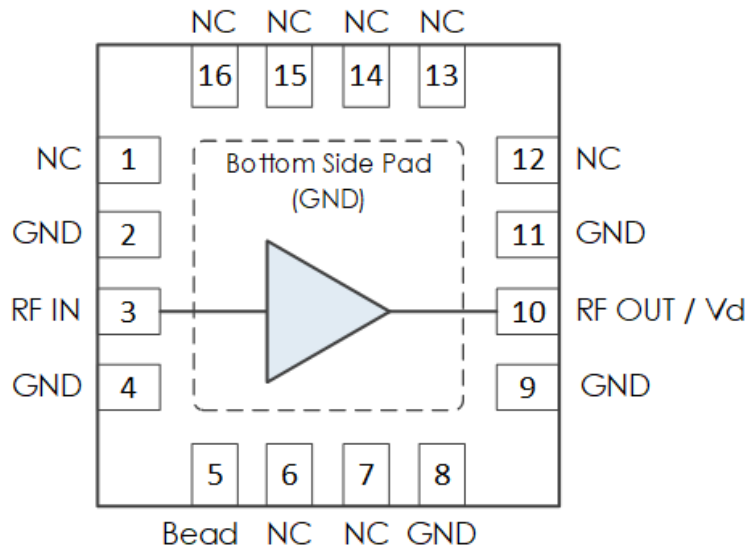 NC NC NC NC
16 15 14 13
NC 1 12 NC
Bottom Side Pad
(GND)
GND 2 11 GND
RF IN 3 10 RF OUT / Vd
GND 4 9 GND
5 6 7 8
Bead NC NC GND